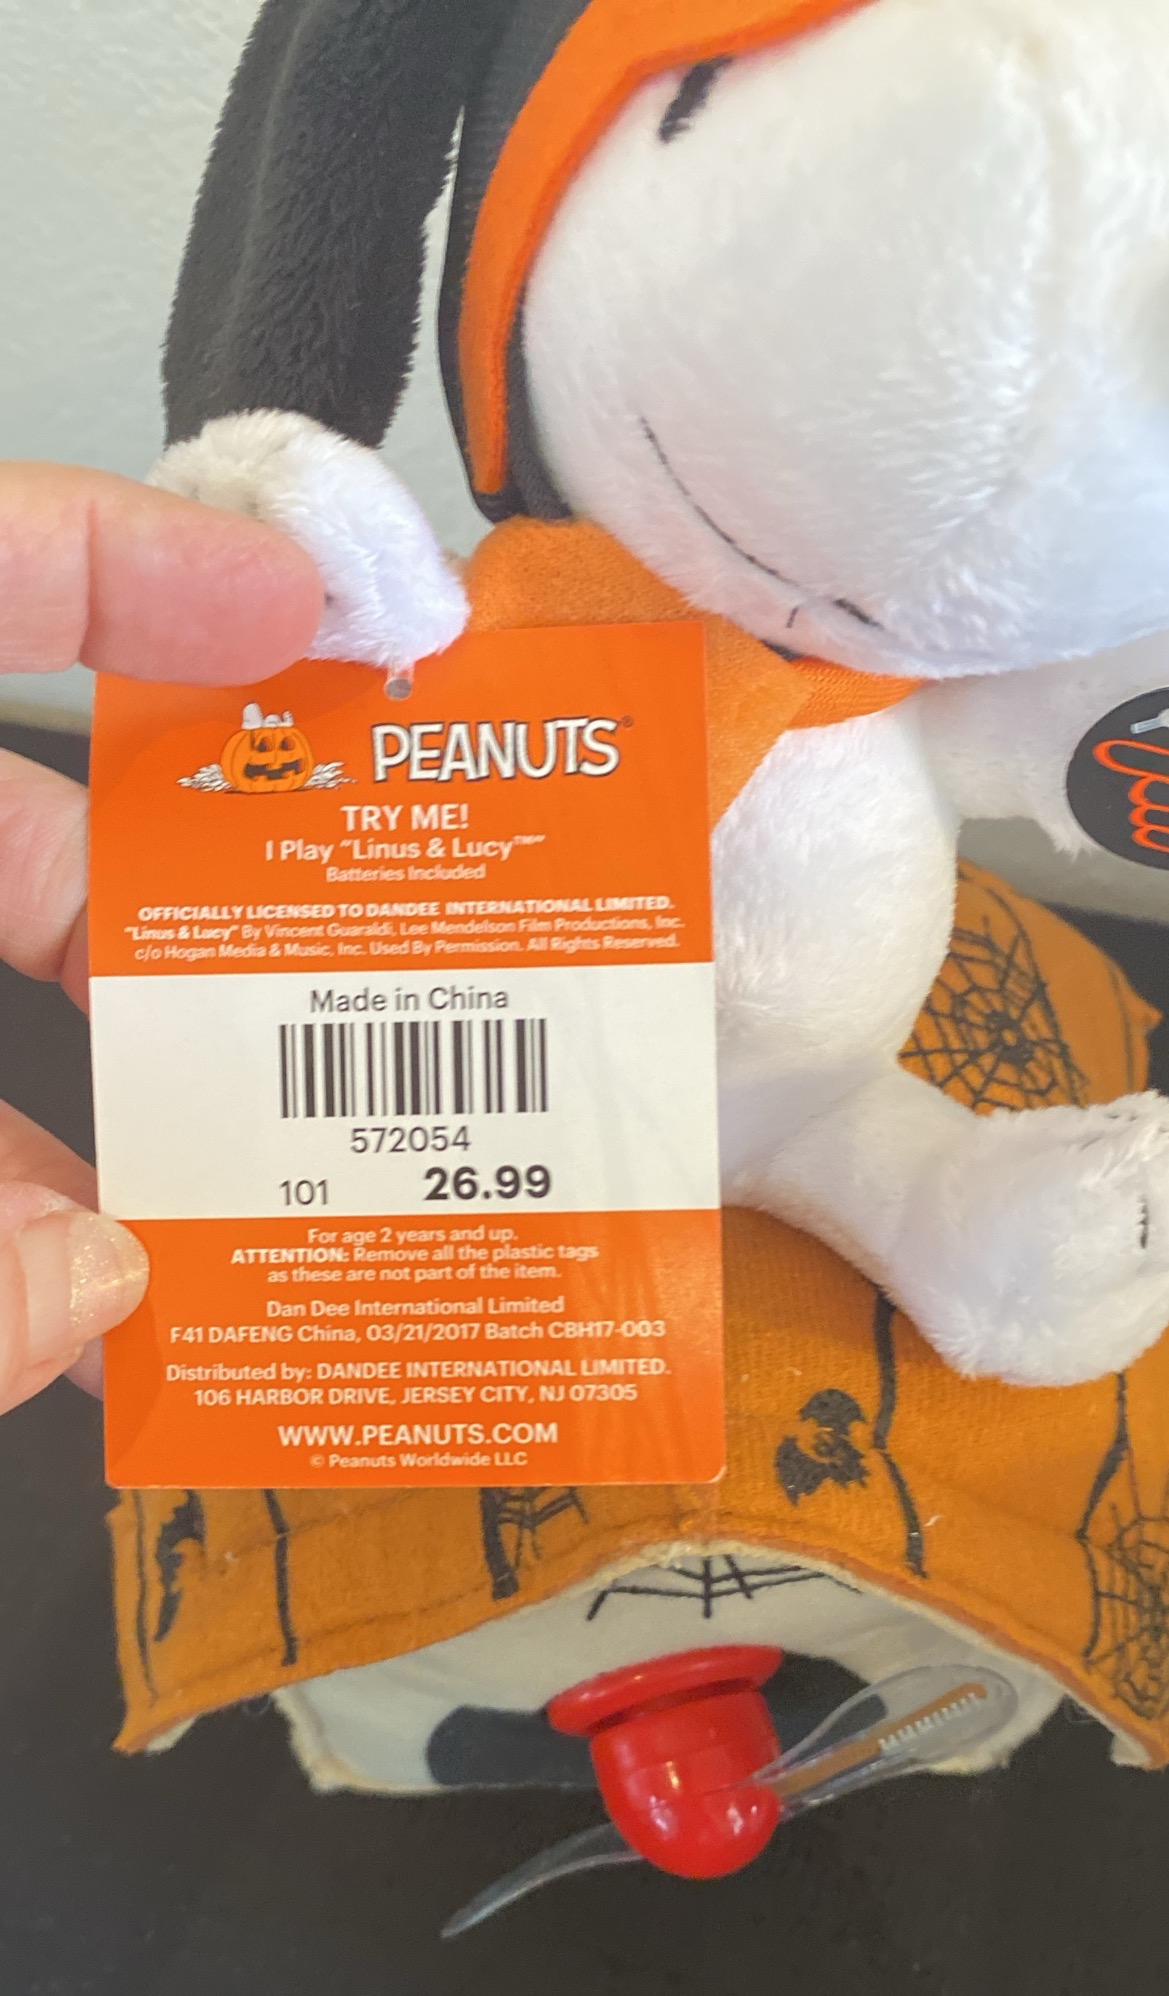 PEANUTS®
TRY ME!
I Play "Linus & Lucy™"
Batteries Included
OFFICIALLY LICENSED TO DANDEE INTERNATIONAL LIMITED.
"Linus & Lucy" By Vincent Guaraldi, Lee Mendelson Film Productions, Inc.
c/o Hogan Media & Music, Inc. Used By Permission. All Rights Reserved.
Made in China
572054
101 26.99
For age 2 years and up.
ATTENTION: Remove all the plastic tags
as these are not part of the item.
Dan Dee International Limited
F41 DAFENG China, 03/21/2017 Batch CBH17-003
Distributed by: DANDEE INTERNATIONAL LIMITED.
106 HARBOR DRIVE, JERSEY CITY, NJ 07305
WWW.PEANUTS.COM
© Peanuts Worldwide LLC